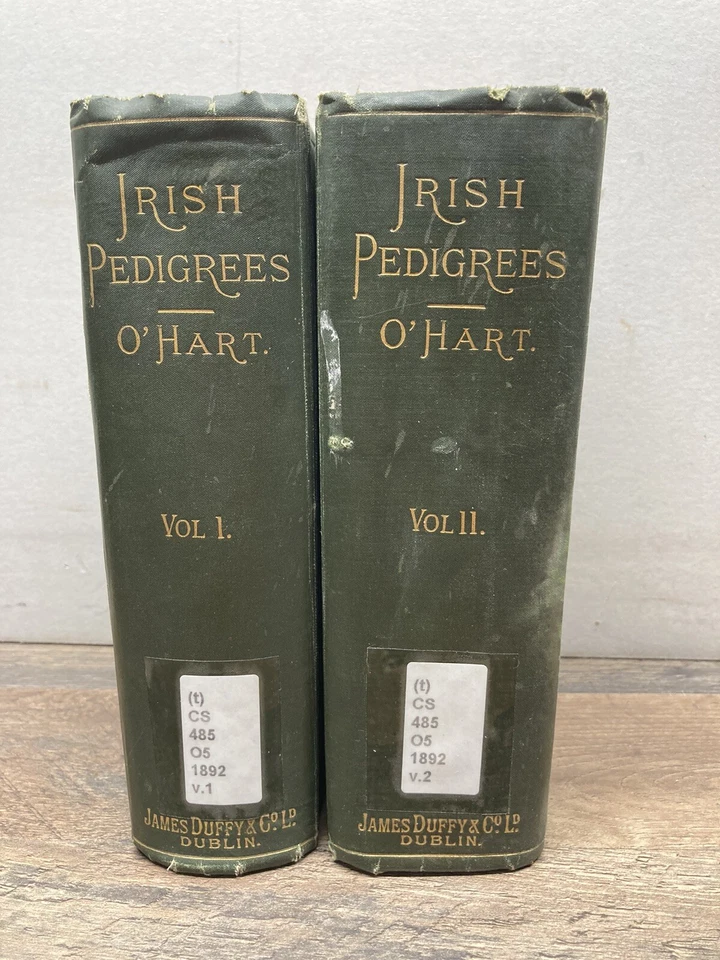 IRISH
PEDIGREES
O'HART.
VOL I.
(t)
CS
485
O5
1892
v.1
JAMES DUFFY & CO LD
DUBLIN.
IRISH
PEDIGREES
O'HART.
VOL II.
(t)
CS
485
O5
1892
v.2
JAMES DUFFY & CO LD
DUBLIN.